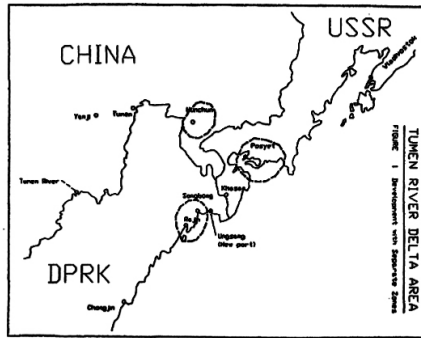 USSR
CHINA
Vladivostok
Hunchun
Tumen
Yanji
Posyet
Tumen River
Khasan
Sonbong
Rajin
Ungsang
(New port)
DPRK
Chongjin
TUMEN RIVER DELTA AREA
FIGURE 1 Development with Separate Zones